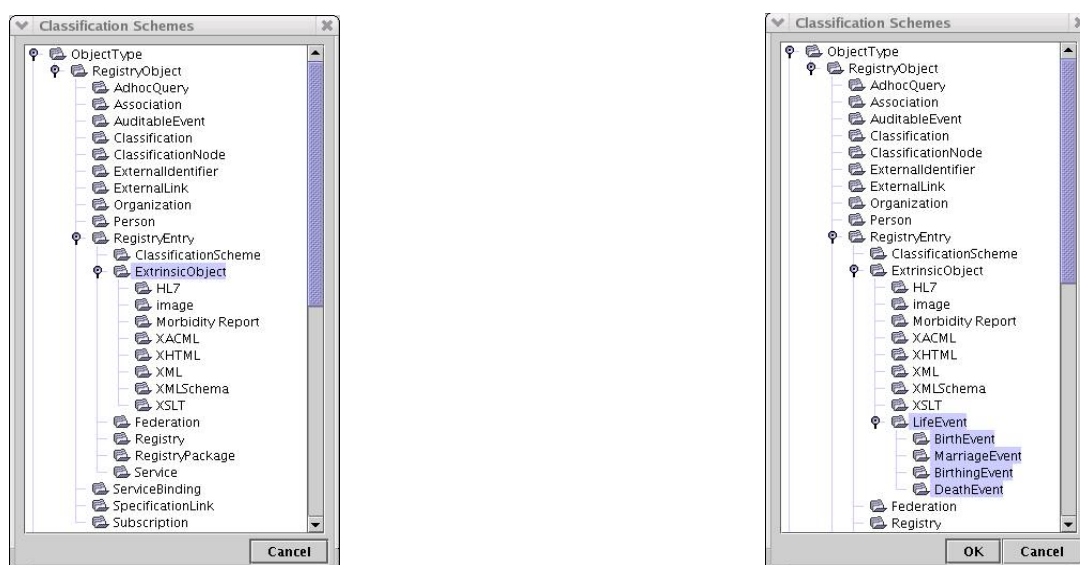 Classification Schemes
ObjectType
RegistryObject
AdhocQuery
Association
AuditableEvent
Classification
ClassificationNode
ExternalIdentifier
ExternalLink
Organization
Person
RegistryEntry
ClassificationScheme
ExtrinsicObject
HL7
image
Morbidity Report
XACML
XHTML
XML
XMLSchema
XSLT
Federation
Registry
RegistryPackage
Service
ServiceBinding
SpecificationLink
Subscription
Cancel
Classification Schemes
ObjectType
RegistryObject
AdhocQuery
Association
AuditableEvent
Classification
ClassificationNode
ExternalIdentifier
ExternalLink
Organization
Person
RegistryEntry
ClassificationScheme
ExtrinsicObject
HL7
image
Morbidity Report
XACML
XHTML
XML
XMLSchema
XSLT
LifeEvent
BirthEvent
MarriageEvent
BirthingEvent
DeathEvent
Federation
Registry
OK Cancel